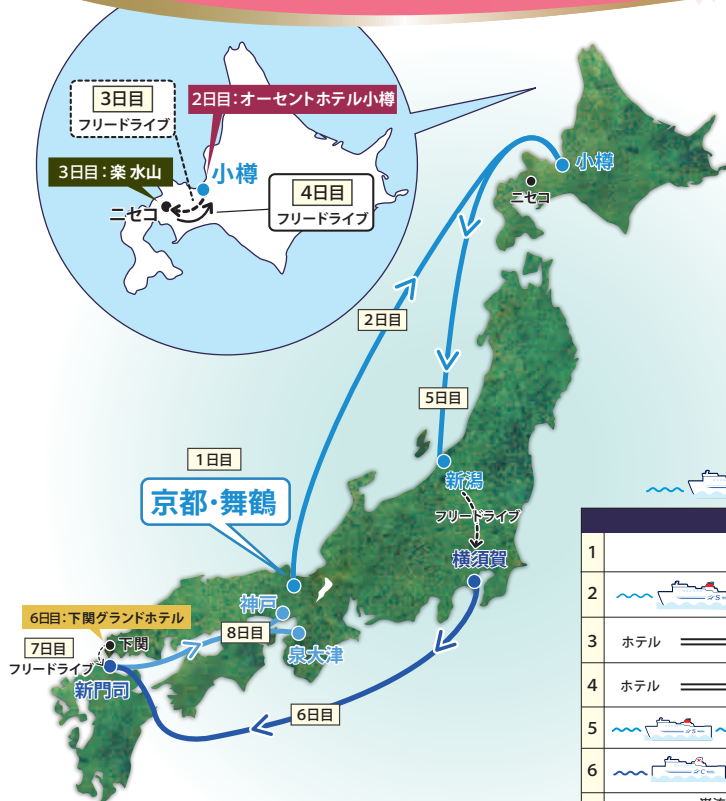 3日目
フリードライブ
2日目：オーセントホテル小樽
3日目：楽 水山
小樽
ニセコ
4日目
フリードライブ
小樽
ニセコ
2日目
5日目
1日目
京都・舞鶴
新潟
フリードライブ
横須賀
神戸
6日目：下関グランドホテル
8日目
下関
泉大津
7日目
フリードライブ
新門司
6日目
1
2
3 ホテル
4 ホテル
5
6